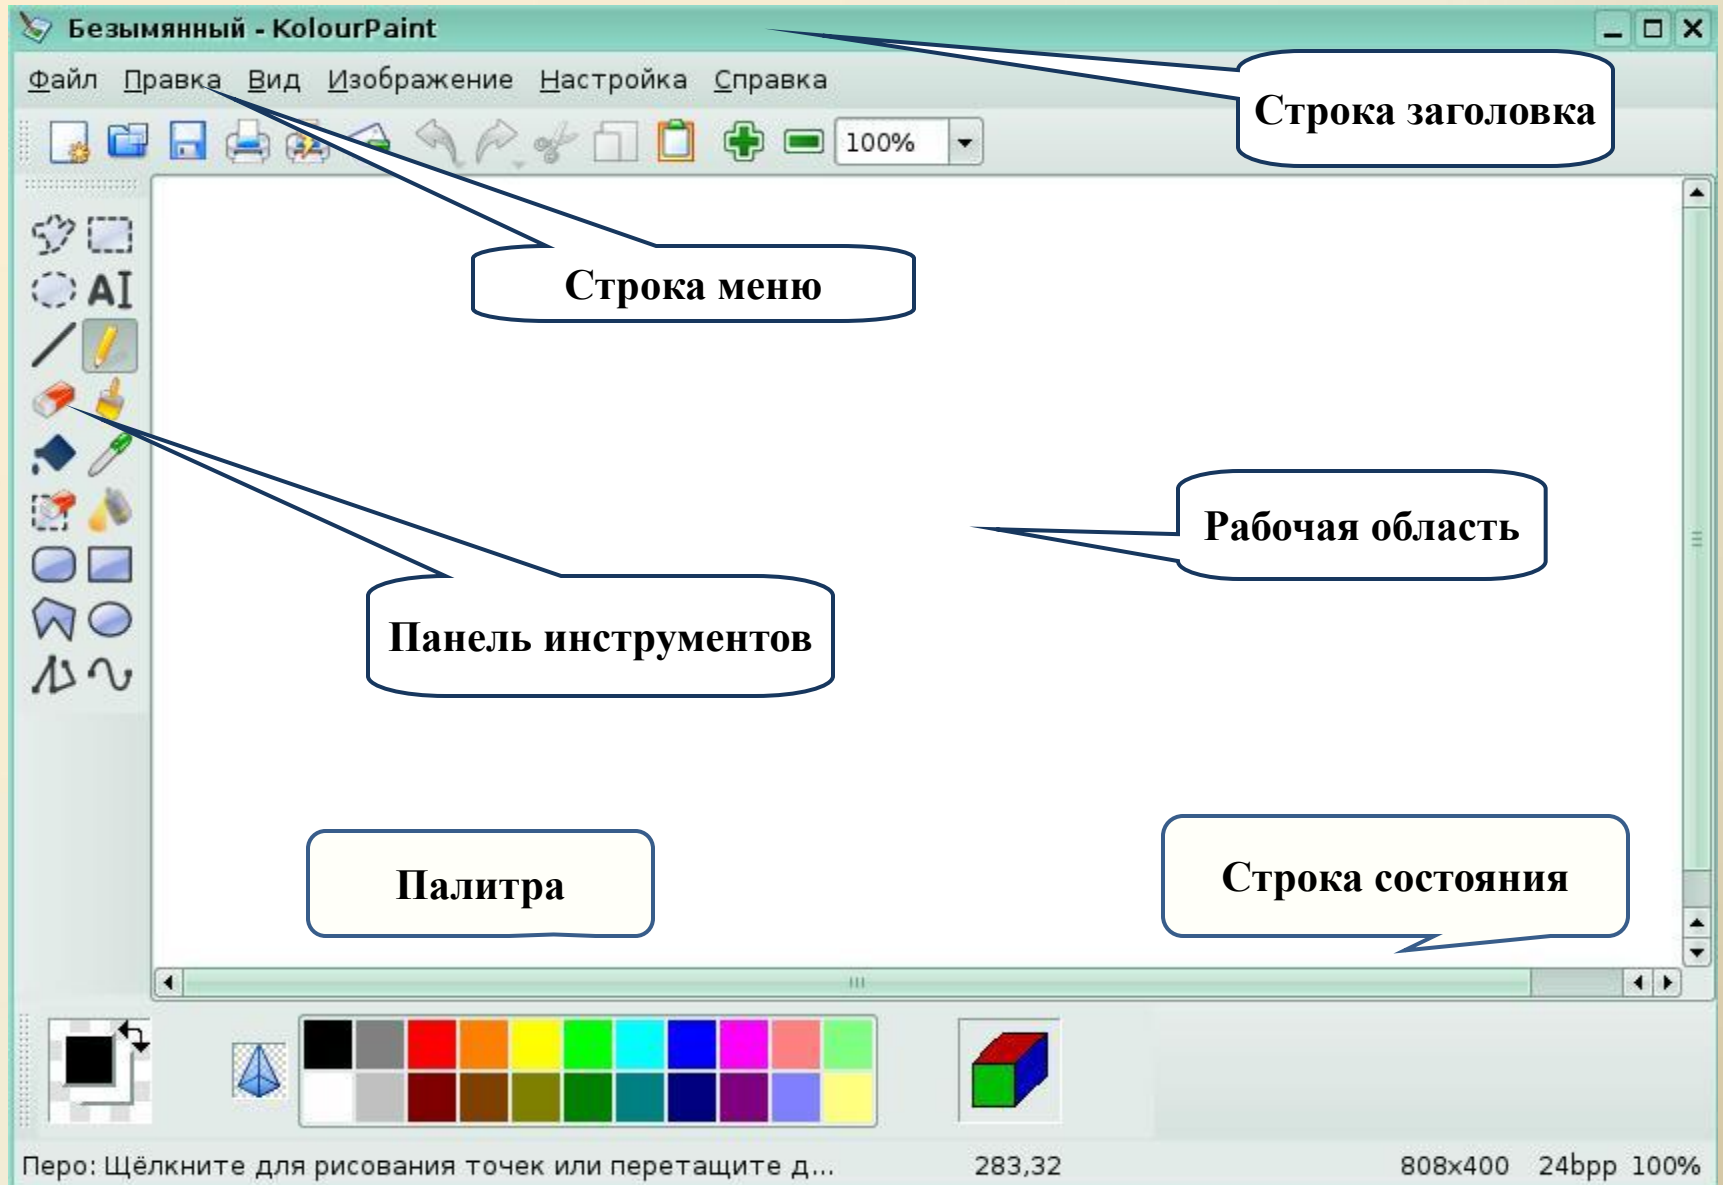 Безымянный - KolourPaint
Файл Правка Вид Изображение Настройка Справка
Строка заголовка
100%
AI
Строка меню
Рабочая область
Панель инструментов
Палитра
Строка состояния
Перо: Щёлкните для рисования точек или перетащите д... 283,32 808x400 24bpp 100%